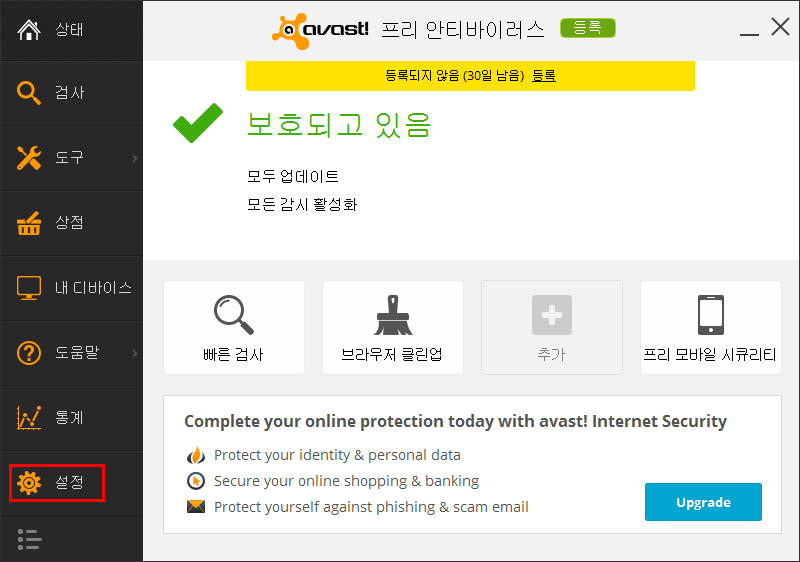 상태
검사
도구
상점
내 디바이스
도움말
통계
설정
avast! 프리 안티바이러스 등록
등록되지 않음 (30일 남음) 등록
보호되고 있음
모두 업데이트
모든 감시 활성화
빠른 검사
브라우저 클린업
추가
프리 모바일 시큐리티
Complete your online protection today with avast! Internet Security
Protect your identity & personal data
Secure your online shopping & banking
Protect yourself against phishing & scam email
Upgrade